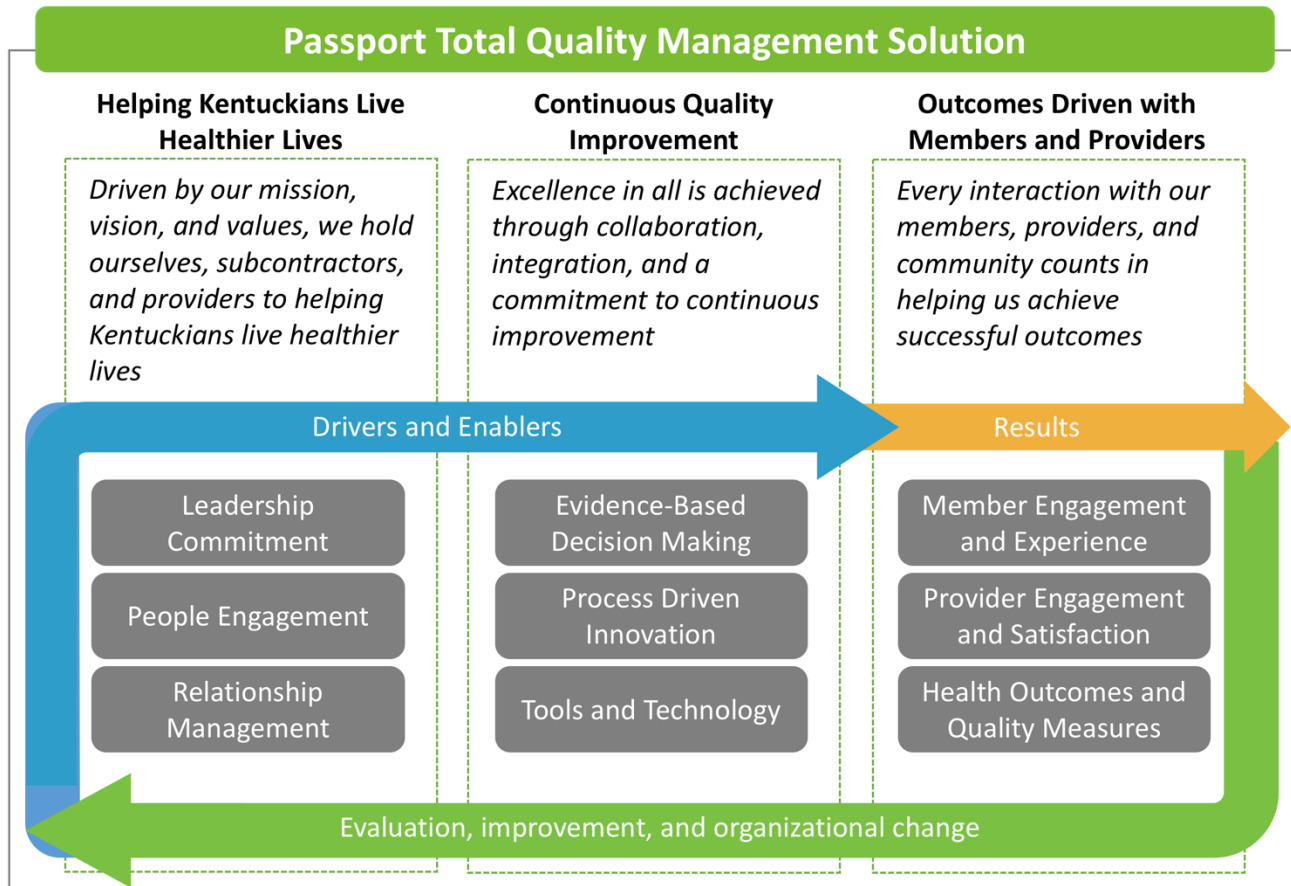 Passport Total Quality Management Solution
Helping Kentuckians Live
Healthier Lives
Driven by our mission,
vision, and values, we hold
ourselves, subcontractors,
and providers to helping
Kentuckians live healthier
lives
Continuous Quality
Improvement
Excellence in all is achieved
through collaboration,
integration, and a
commitment to continuous
improvement
Outcomes Driven with
Members and Providers
Every interaction with our
members, providers, and
community counts in
helping us achieve
successful outcomes
Drivers and Enablers
Results
Leadership
Commitment
People Engagement
Relationship
Management
Evidence-Based
Decision Making
Process Driven
Innovation
Tools and Technology
Member Engagement
and Experience
Provider Engagement
and Satisfaction
Health Outcomes and
Quality Measures
Evaluation, improvement, and organizational change